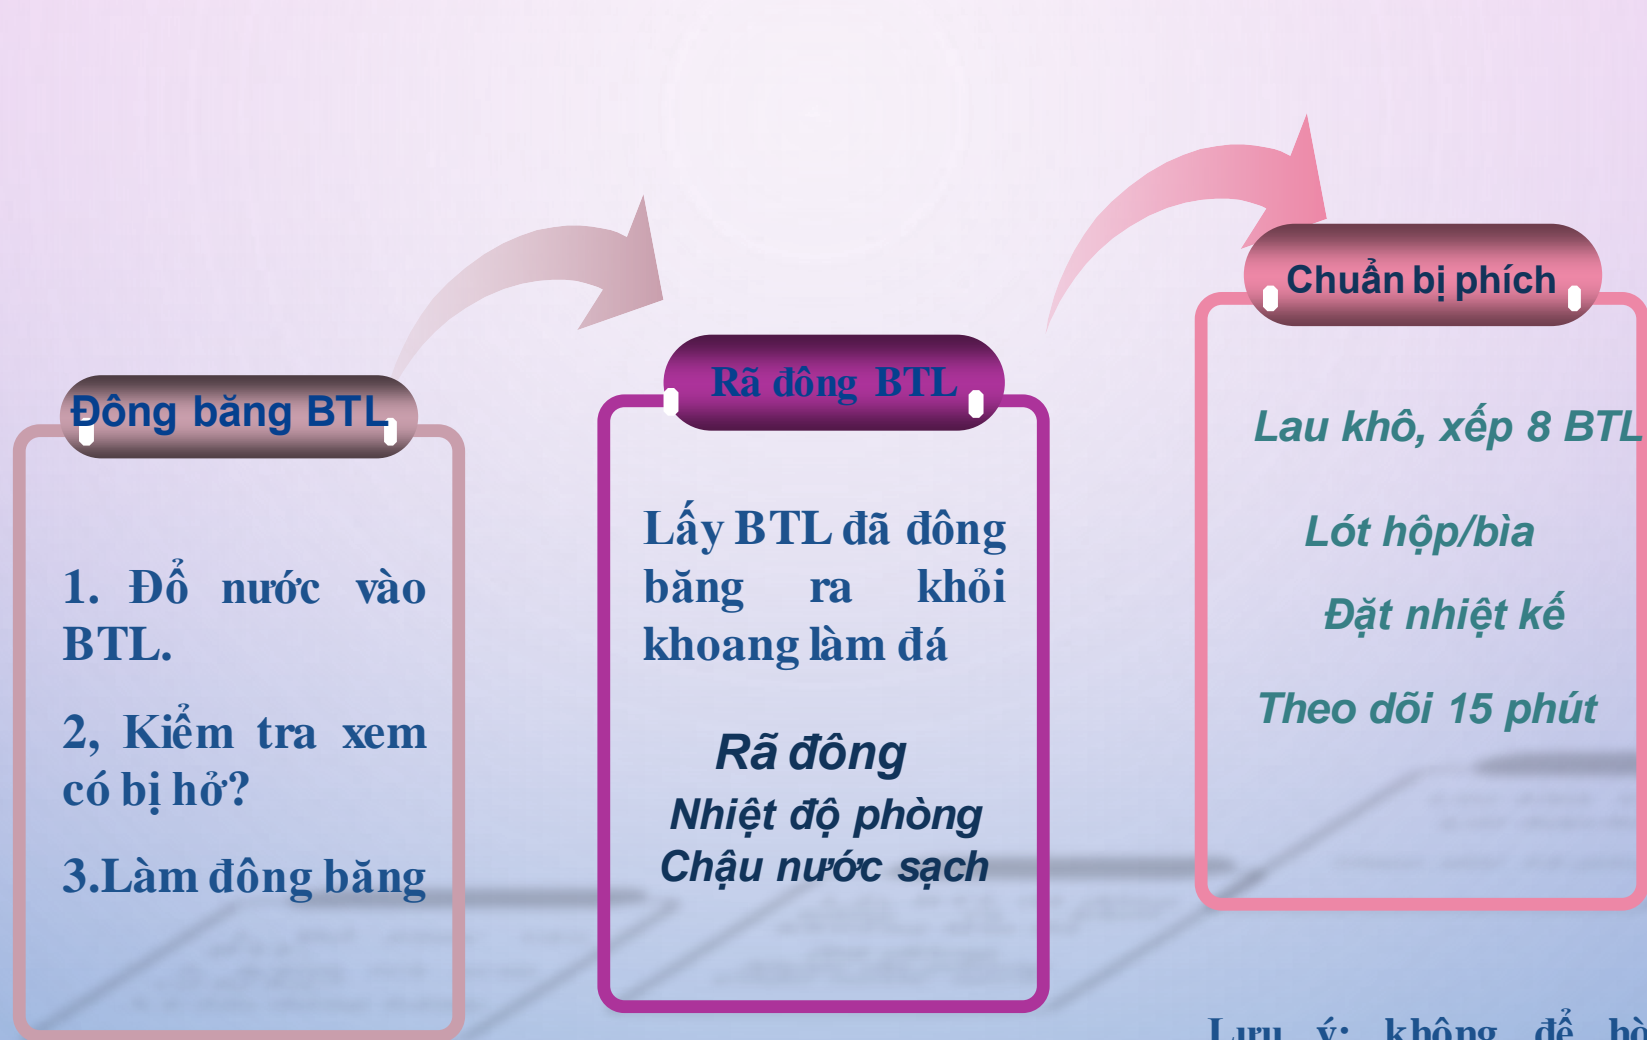 Đông băng BTL
1. Đổ nước vào
BTL.
2, Kiểm tra xem
có bị hở?
3.Làm đông băng
Rã đông BTL
Lấy BTL đã đông
băng ra khỏi
khoang làm đá
Rã đông
Nhiệt độ phòng
Chậu nước sạch
Chuẩn bị phích
Lau khô, xếp 8 BTL
Lót hộp/bìa
Đặt nhiệt kế
Theo dõi 15 phút
Lưu ý: không để